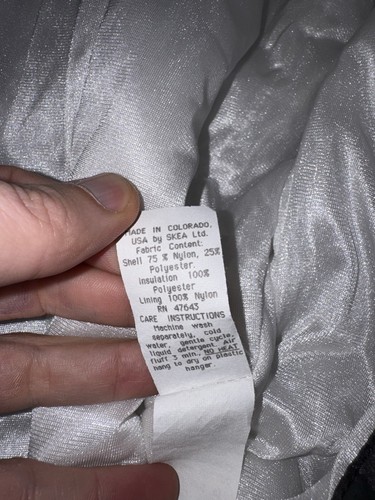 MADE IN COLORADO,
USA by SKEA Ltd.
Fabric Content:
Shell 75 % Nylon, 25%
Polyester.
Insulation 100%
Polyester
Lining 100% Nylon
RN 47643
CARE INSTRUCTIONS
Machine wash
separately, cold
water, gentle cycle,
liquid detergent. Air
fluff 3 min. NO HEAT
hang to dry on plastic
hanger.